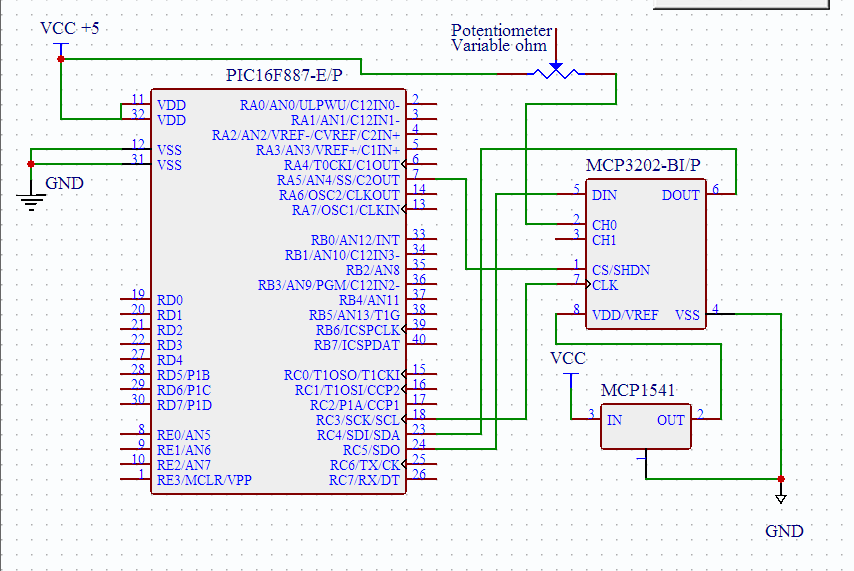 VCC +5
Potentiometer
Variable ohm
PIC16F887-E/P
11 VDD
32 VDD
12 VSS
31 VSS
GND
19 RD0
20 RD1
21 RD2
22 RD3
27 RD4
28 RD5/P1B
29 RD6/P1C
30 RD7/P1D
8 RE0/AN5
9 RE1/AN6
10 RE2/AN7
1 RE3/MCLR/VPP
RA0/AN0/ULPWU/C12IN0- 2
RA1/AN1/C12IN1- 3
RA2/AN2/VREF-/CVREF/C2IN+ 4
RA3/AN3/VREF+/C1IN+ 5
RA4/T0CKI/C1OUT 6
RA5/AN4/SS/C2OUT 7
RA6/OSC2/CLKOUT 14
RA7/OSC1/CLKIN 13
RB0/AN12/INT 33
RB1/AN10/C12IN3- 34
RB2/AN8 35
RB3/AN9/PGM/C12IN2- 36
RB4/AN11 37
RB5/AN13/T1G 38
RB6/ICSPCLK 39
RB7/ICSPDAT 40
RC0/T1OSO/T1CKI 15
RC1/T1OSI/CCP2 16
RC2/P1A/CCP1 17
RC3/SCK/SCL 18
RC4/SDI/SDA 23
RC5/SDO 24
RC6/TX/CK 25
RC7/RX/DT 26
MCP3202-BI/P
5 DIN DOUT 6
2 CH0
3 CH1
1 CS/SHDN
7 CLK
8 VDD/VREF VSS 4
VCC
MCP1541
3 IN OUT 2
1
GND